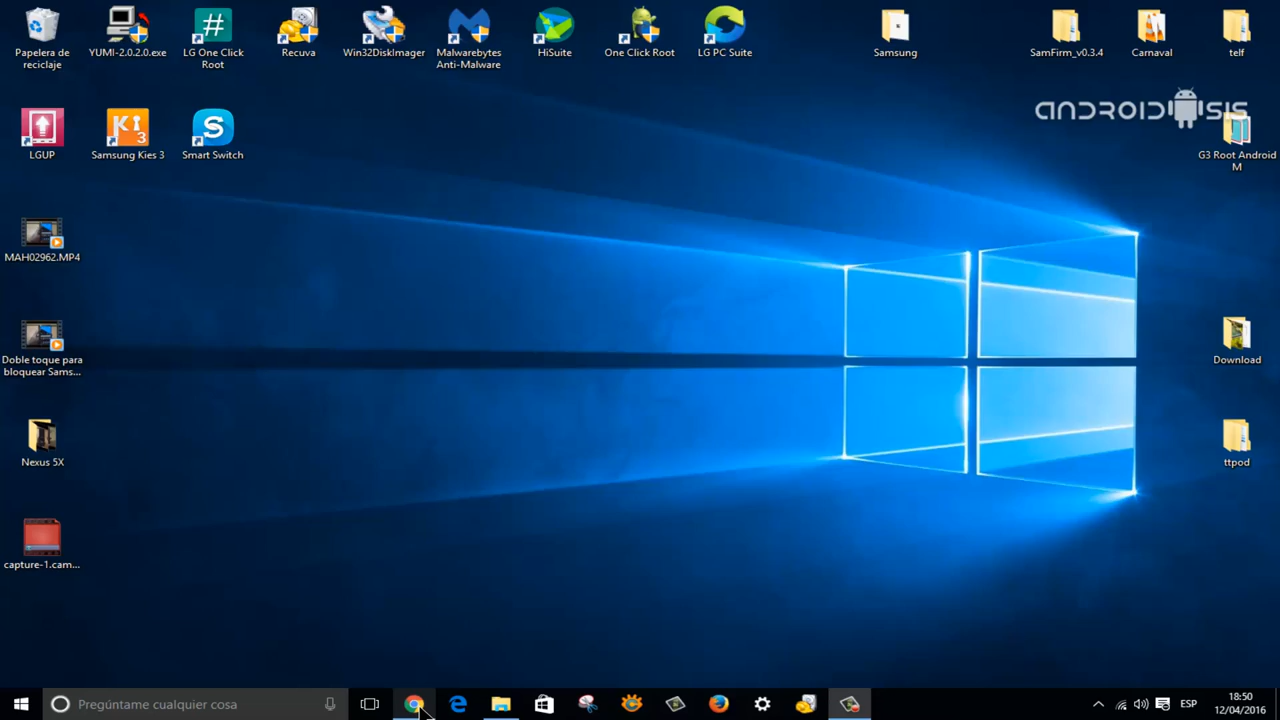 Papelera de
reciclaje
YUMI-2.0.2.0.exe
LG One Click
Root
Recuva
Win32DiskImager
Malwarebytes
Anti-Malware
HiSuite
One Click Root
LG PC Suite
Samsung
SamFirm_v0.3.4
Carnaval
telf
ANDROIDSIS
LGUP
Samsung Kies 3
Smart Switch
G3 Root Android
M
MAH02962.MP4
Doble toque para
bloquear Sams...
Download
Nexus 5X
ttpod
capture-1.cam...
Pregúntame cualquier cosa
ESP
18:50
12/04/2016